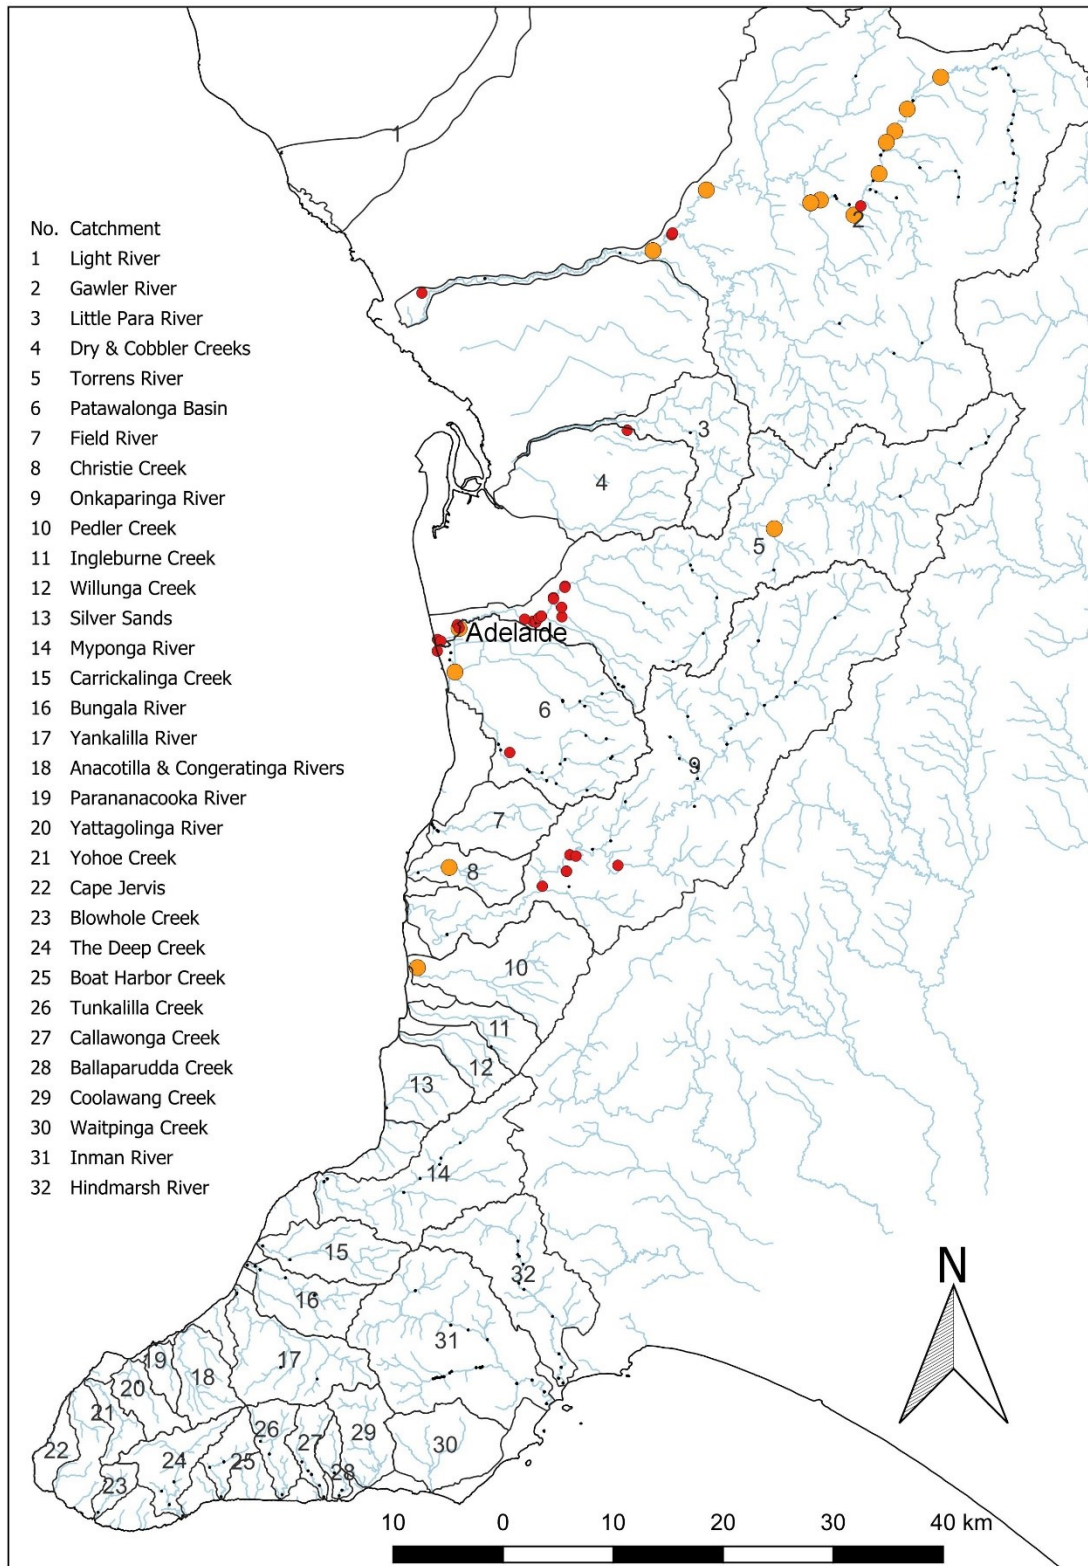 No. Catchment
1 Light River
2 Gawler River
3 Little Para River
4 Dry & Cobbler Creeks
5 Torrens River
6 Patawalonga Basin
7 Field River
8 Christie Creek
9 Onkaparinga River
10 Pedler Creek
11 Ingleburne Creek
12 Willunga Creek
13 Silver Sands
14 Myponga River
15 Carrickalinga Creek
16 Bungala River
17 Yankalilla River
18 Anacotilla & Congeratinga Rivers
19 Parananacooka River
20 Yattagolinga River
21 Yohoe Creek
22 Cape Jervis
23 Blowhole Creek
24 The Deep Creek
25 Boat Harbor Creek
26 Tunkalilla Creek
27 Callawonga Creek
28 Ballaparudda Creek
29 Coolawang Creek
30 Waitpinga Creek
31 Inman River
32 Hindmarsh River
1
2
3
4
5
Adelaide
6
9
7
8
10
11
12
13
14
15
32
16
31
17
19
18
20
21
26
27
29
30
22
24
25
28
23
N
10 0 10 20 30 40 km